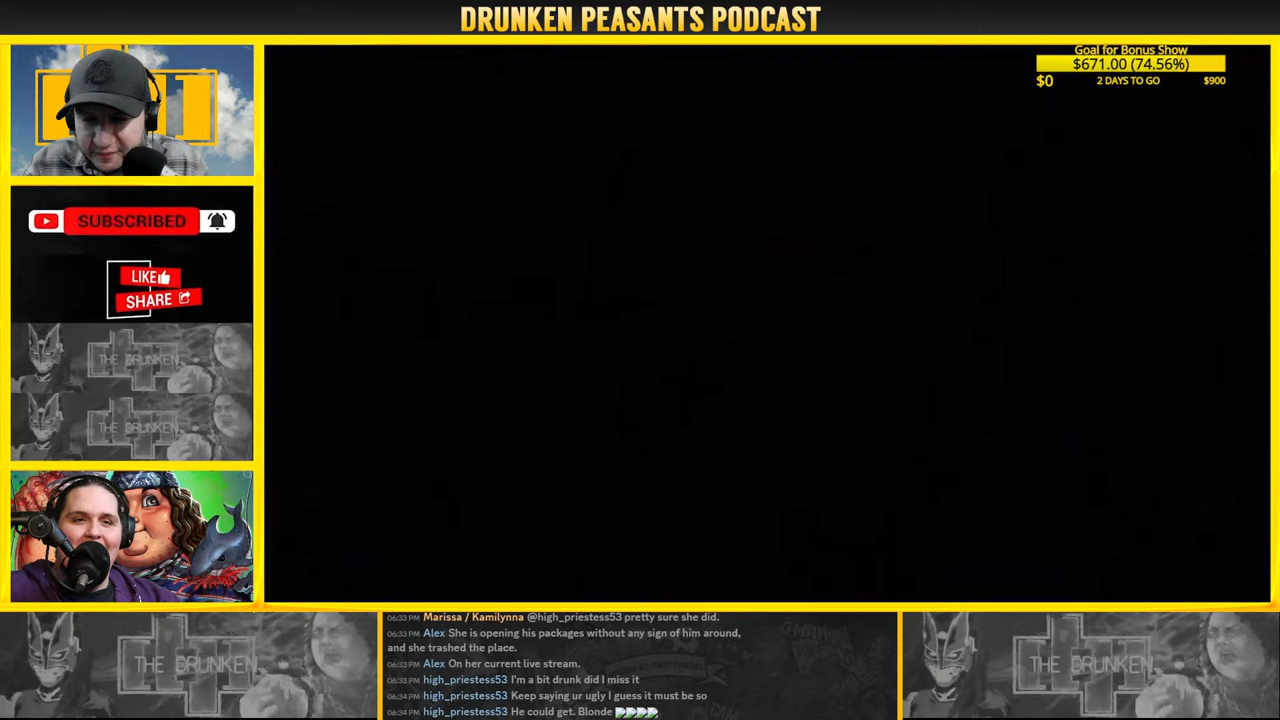 DRUNKEN PEASANTS PODCAST
Goal for Bonus Show
$671.00 (74.56%)
$0 2 DAYS TO GO $900
SUBSCRIBED
LIKE
SHARE
THE DRUNKEN
THE DRUNKEN
06:33 PM Marissa / Kamilynna @high_priestess53 pretty sure she did.
06:33 PM Alex She is opening his packages without any sign of him around,
and she trashed the place.
06:33 PM Alex On her current live stream.
06:33 PM high_priestess53 I'm a bit drunk did I miss it
06:34 PM high_priestess53 Keep saying ur ugly I guess it must be so
06:34 PM high_priestess53 He could get. Blonde
THE DRUNKEN
THE DRUNKEN